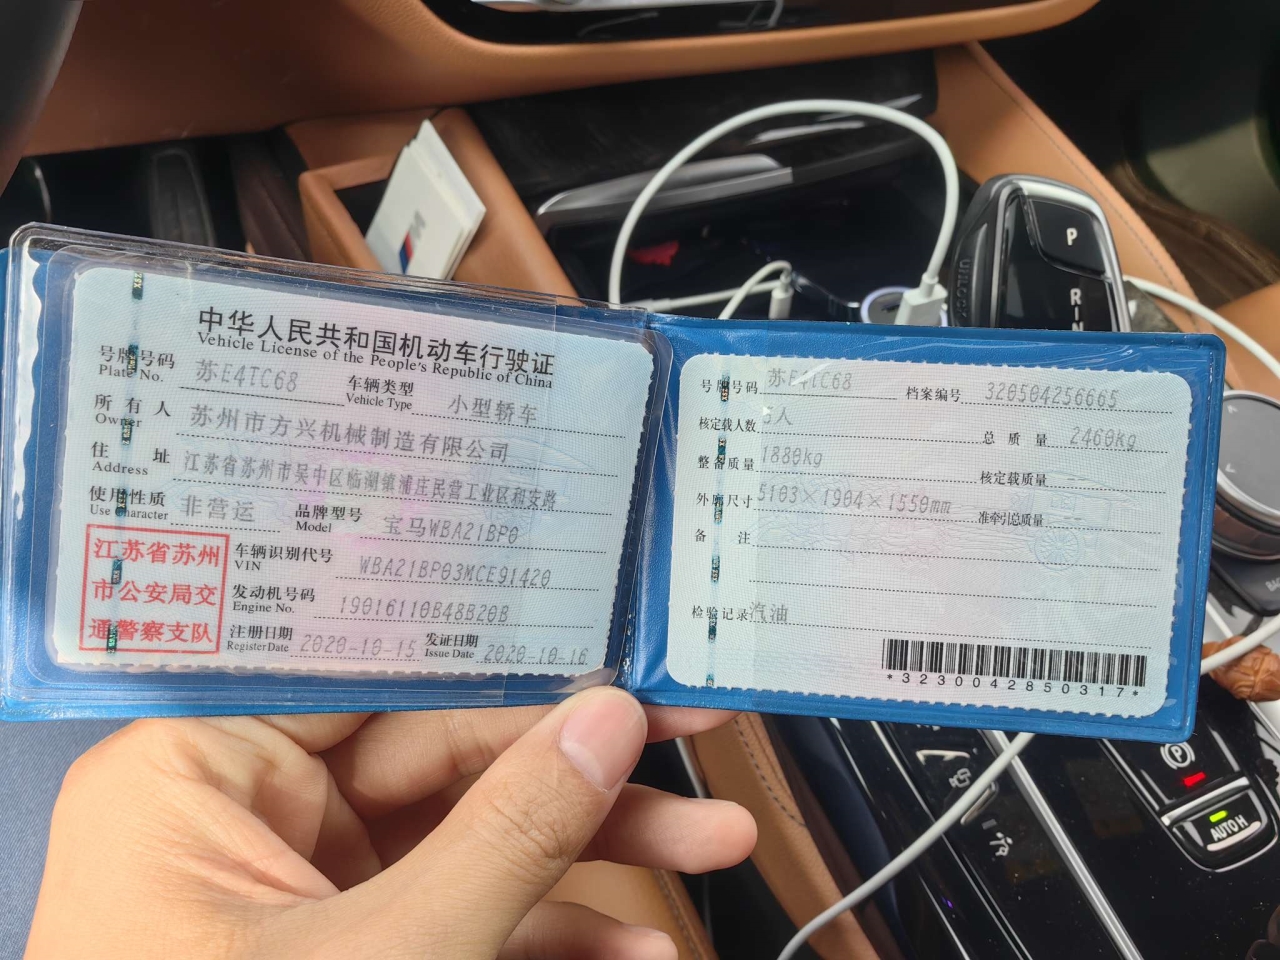 中华人民共和国机动车行驶证
Vehicle License of the People's Republic of China
号牌号码 苏E4TC68 车辆类型 小型轿车
Plate No. Vehicle Type
所有人 苏州市方兴机械制造有限公司
Owner
住址 江苏省苏州市吴中区临湖镇浦庄民营工业区和安路
Address
使用性质 非营运 品牌型号 宝马WBA21BP0
Use Character Model
江苏省苏州
市公安局交
通警察支队
车辆识别代号 WBA21BP03MCE91420
VIN
发动机号码 19016110B48B20B
Engine No.
注册日期 2020-10-15 发证日期 2020-10-16
Register Date Issue Date
号牌号码 苏E4TC68 档案编号 320504256665
核定载人数 5人 总质量 2460kg
整备质量 1880kg 核定载质量 --
外廓尺寸 5103×1904×1550mm 准牵引总质量 --
备注
检验记录 汽油
*3230042850317*
M
UNLOCK
P
R
N
(P)
AUTO H